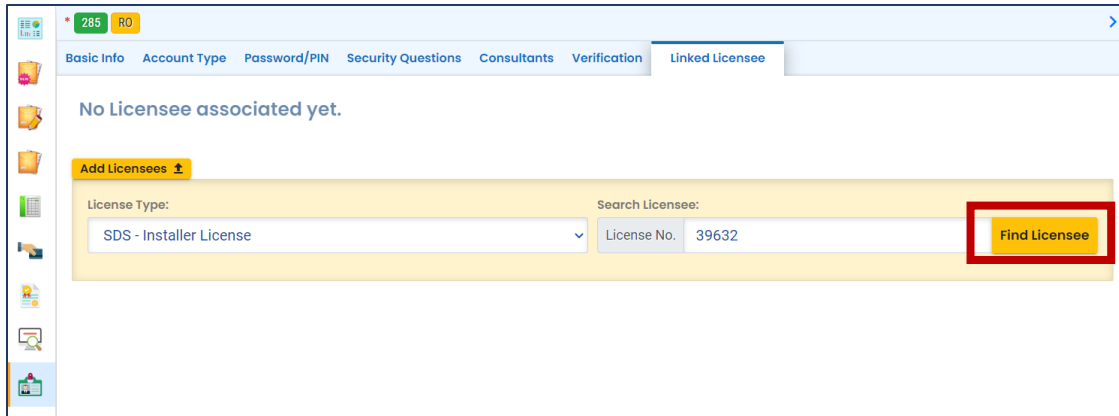 * 285 RO
Basic Info Account Type Password/PIN Security Questions Consultants Verification Linked Licensee
No Licensee associated yet.
Add Licensees
License Type: Search Licensee:
SDS - Installer License License No. 39632 Find Licensee